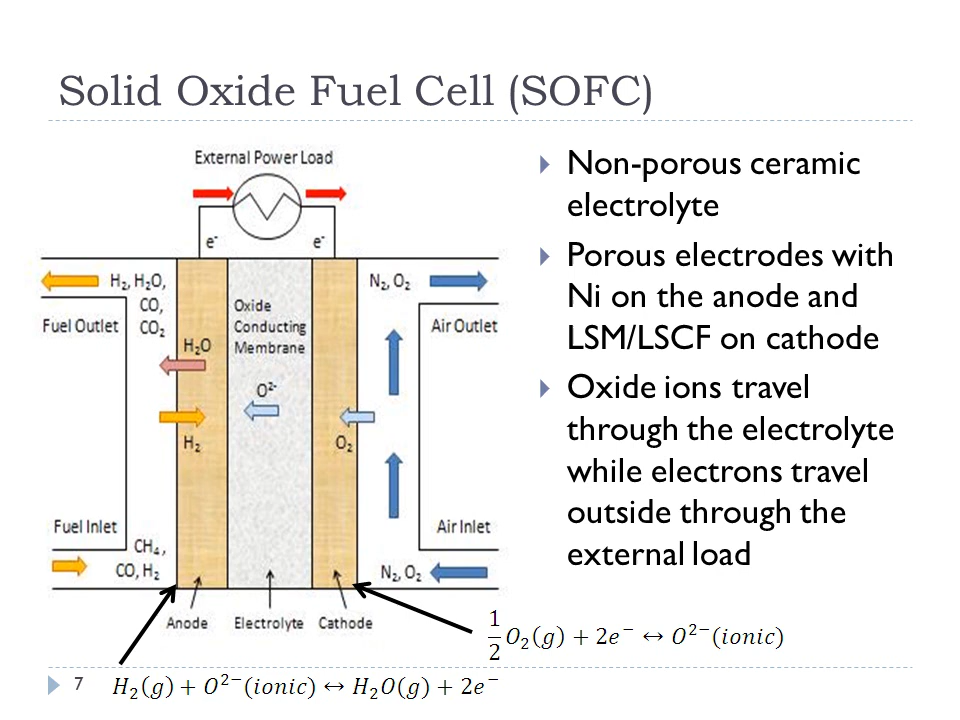 Solid Oxide Fuel Cell (SOFC)
External Power Load
e⁻ e⁻
H₂, H₂O,
CO,
CO₂
Fuel Outlet
H₂O
H₂
Oxide
Conducting
Membrane
O²⁻
O₂
N₂, O₂
Air Outlet
Fuel Inlet
CH₄,
CO, H₂
Air Inlet
N₂, O₂
Anode Electrolyte Cathode
Non-porous ceramic
electrolyte
Porous electrodes with
Ni on the anode and
LSM/LSCF on cathode
Oxide ions travel
through the electrolyte
while electrons travel
outside through the
external load
1/2 O₂(g) + 2e⁻ ↔ O²⁻(ionic)
7
H₂(g) + O²⁻(ionic) ↔ H₂O(g) + 2e⁻